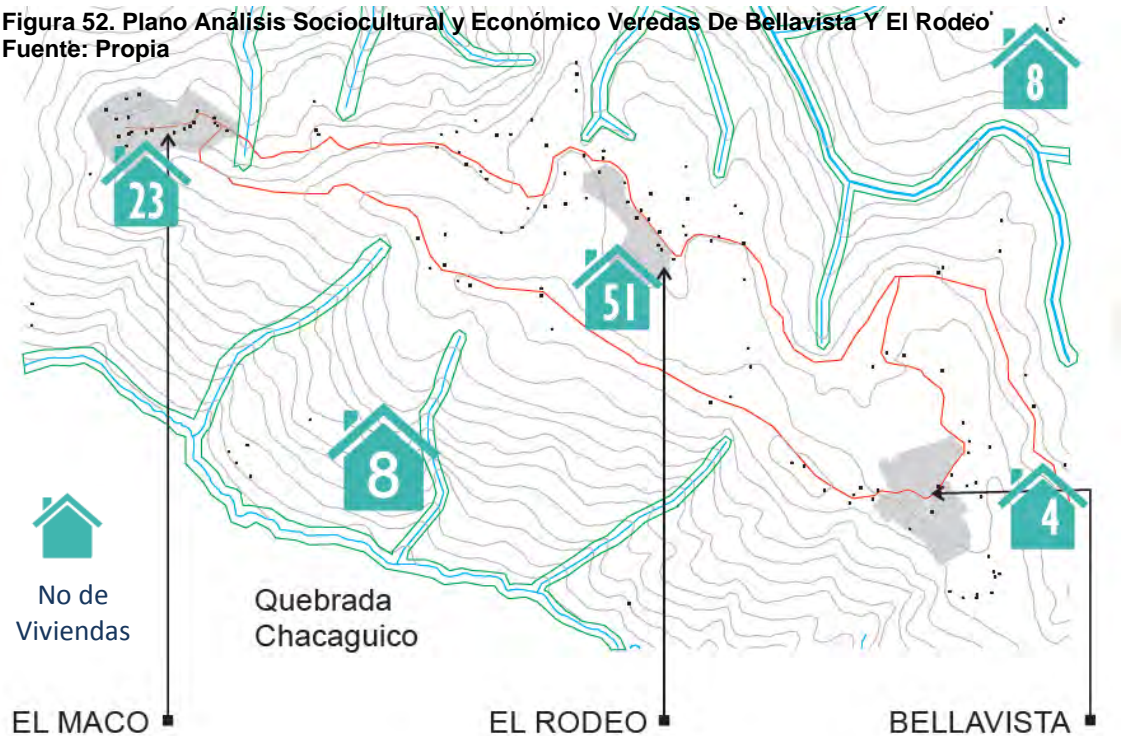 Figura 52. Plano Análisis Sociocultural y Económico Veredas De Bellavista Y El Rodeo
Fuente: Propia
8
23
51
8
4
No de
Viviendas
Quebrada
Chacaguico
EL MACO
EL RODEO
BELLAVISTA